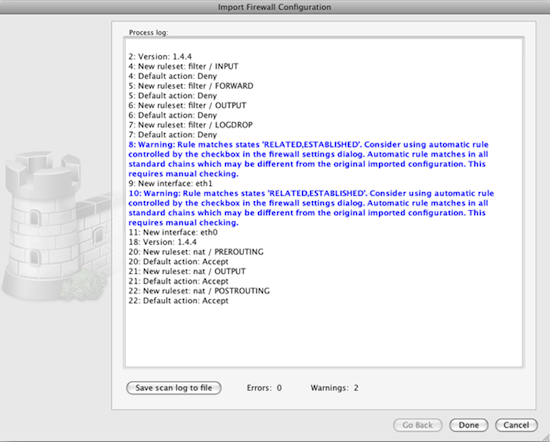 Import Firewall Configuration
Process log:
2: Version: 1.4.4
4: New ruleset: filter / INPUT
4: Default action: Deny
5: New ruleset: filter / FORWARD
5: Default action: Deny
6: New ruleset: filter / OUTPUT
6: Default action: Deny
7: New ruleset: filter / LOGDROP
7: Default action: Deny
8: Warning: Rule matches states 'RELATED,ESTABLISHED'. Consider using automatic rule
controlled by the checkbox in the firewall settings dialog. Automatic rule matches in all
standard chains which may be different from the original imported configuration. This
requires manual checking.
9: New interface: eth1
10: Warning: Rule matches states 'RELATED,ESTABLISHED'. Consider using automatic rule
controlled by the checkbox in the firewall settings dialog. Automatic rule matches in all
standard chains which may be different from the original imported configuration. This
requires manual checking.
11: New interface: eth0
18: Version: 1.4.4
20: New ruleset: nat / PREROUTING
20: Default action: Accept
21: New ruleset: nat / OUTPUT
21: Default action: Accept
22: New ruleset: nat / POSTROUTING
22: Default action: Accept
Save scan log to file Errors: 0 Warnings: 2
Go Back Done Cancel